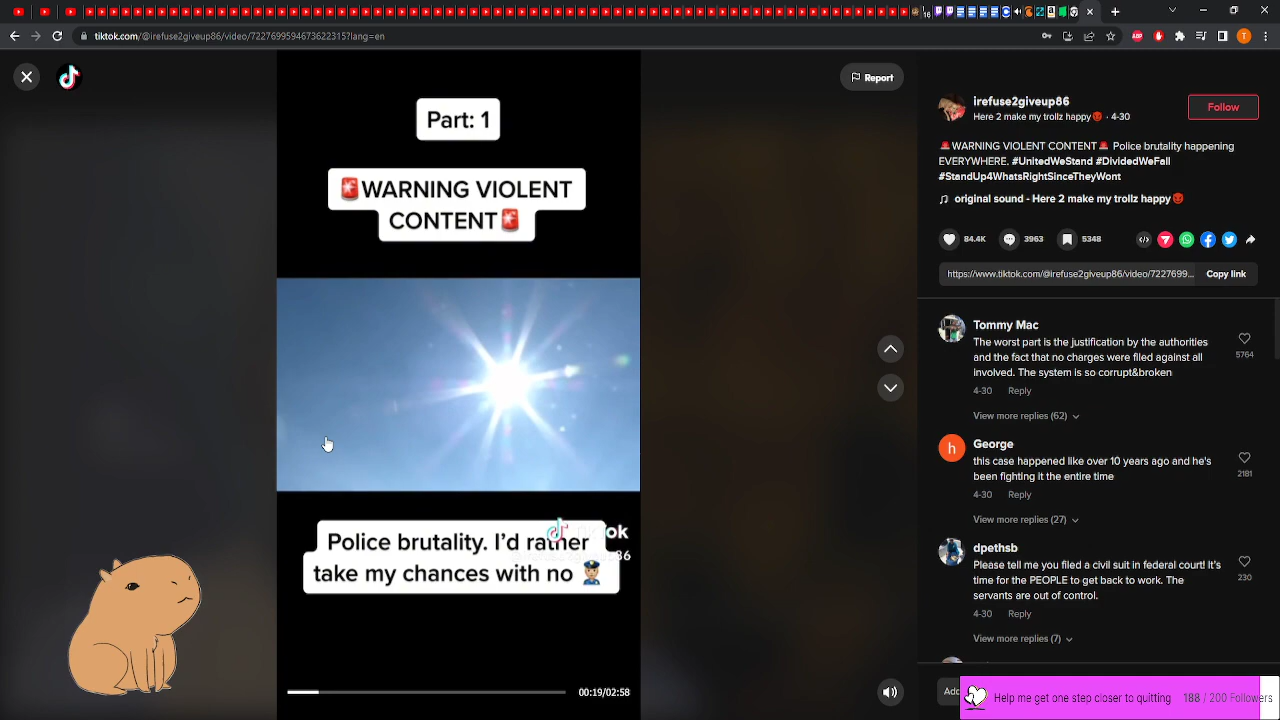 16
tiktok.com/@irefuse2giveup86/video/7227699594673622315?lang=en
ABP
T
Report
Part: 1
🚨WARNING VIOLENT
CONTENT🚨
Police brutality. I'd rather
take my chances with no 👮🏼
00:19/02:58
irefuse2giveup86
Here 2 make my trollz happy😡 · 4-30
Follow
🚨WARNING VIOLENT CONTENT🚨 Police brutality happening
EVERYWHERE. #UnitedWeStand #DividedWeFall
#StandUp4WhatsRightSinceTheyWont
♫ original sound - Here 2 make my trollz happy😡
84.4K 3963 5348
https://www.tiktok.com/@irefuse2giveup86/video/7227699...
Copy link
Tommy Mac
The worst part is the justification by the authorities
and the fact that no charges were filed against all
involved. The system is so corrupt&broken
5764
4-30 Reply
View more replies (62)
h
George
this case happened like over 10 years ago and he's
been fighting it the entire time
2181
4-30 Reply
View more replies (27)
dpethsb
Please tell me you filed a civil suit in federal court It's
time for the PEOPLE to take our power back to work. The
servants are out of control.
230
4-30 Reply
View more replies (7)
Help me get one step closer to quitting 188 / 200 Followers